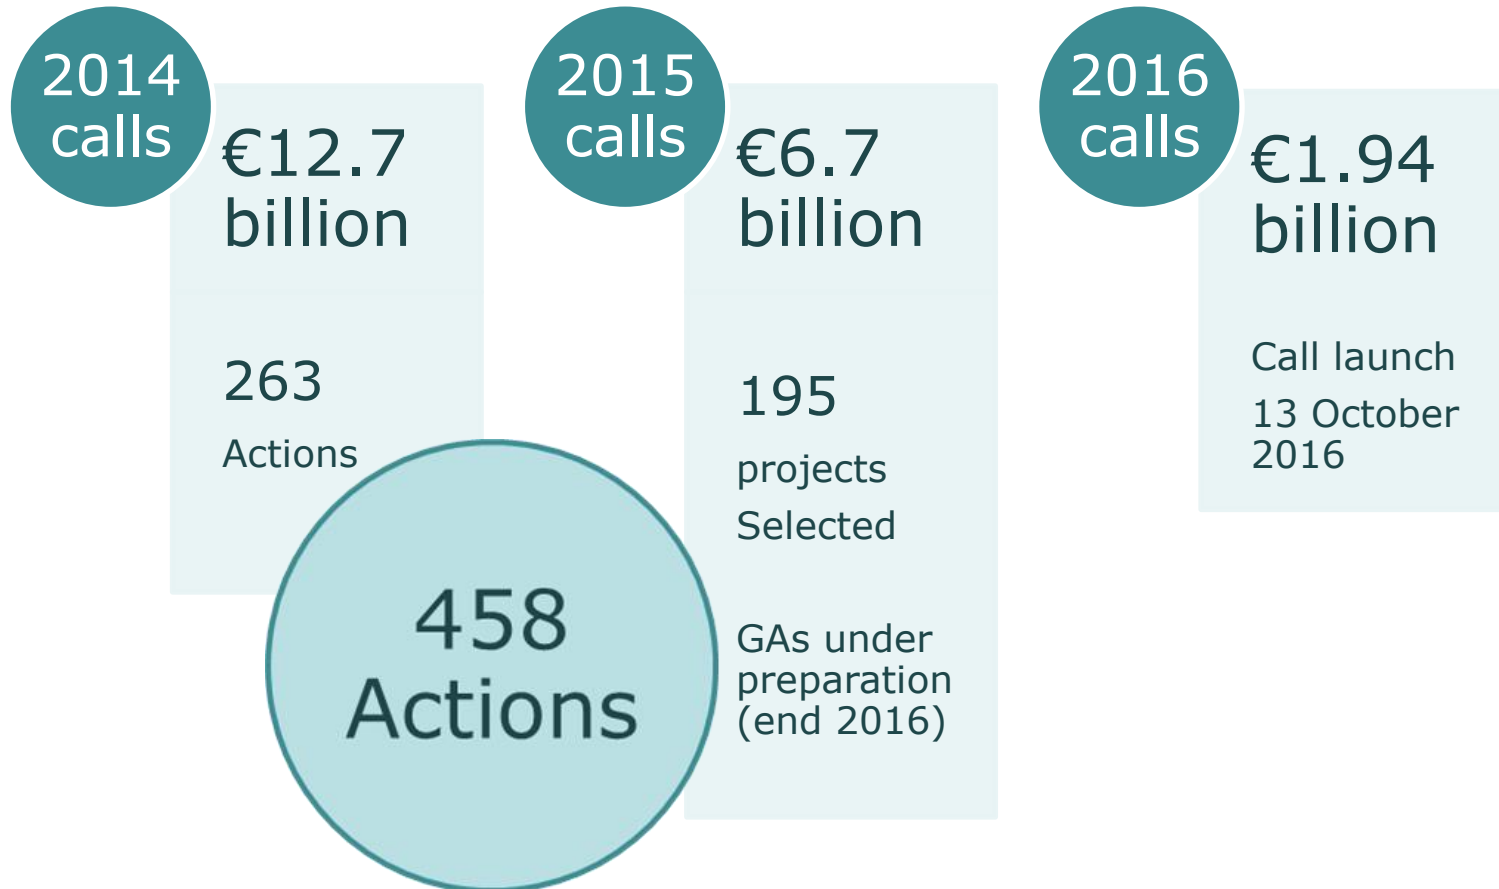 2014
calls
€12.7
billion
263
Actions
2015
calls
€6.7
billion
195
projects
Selected
GAs under
preparation
(end 2016)
458
Actions
2016
calls
€1.94
billion
Call launch
13 October
2016